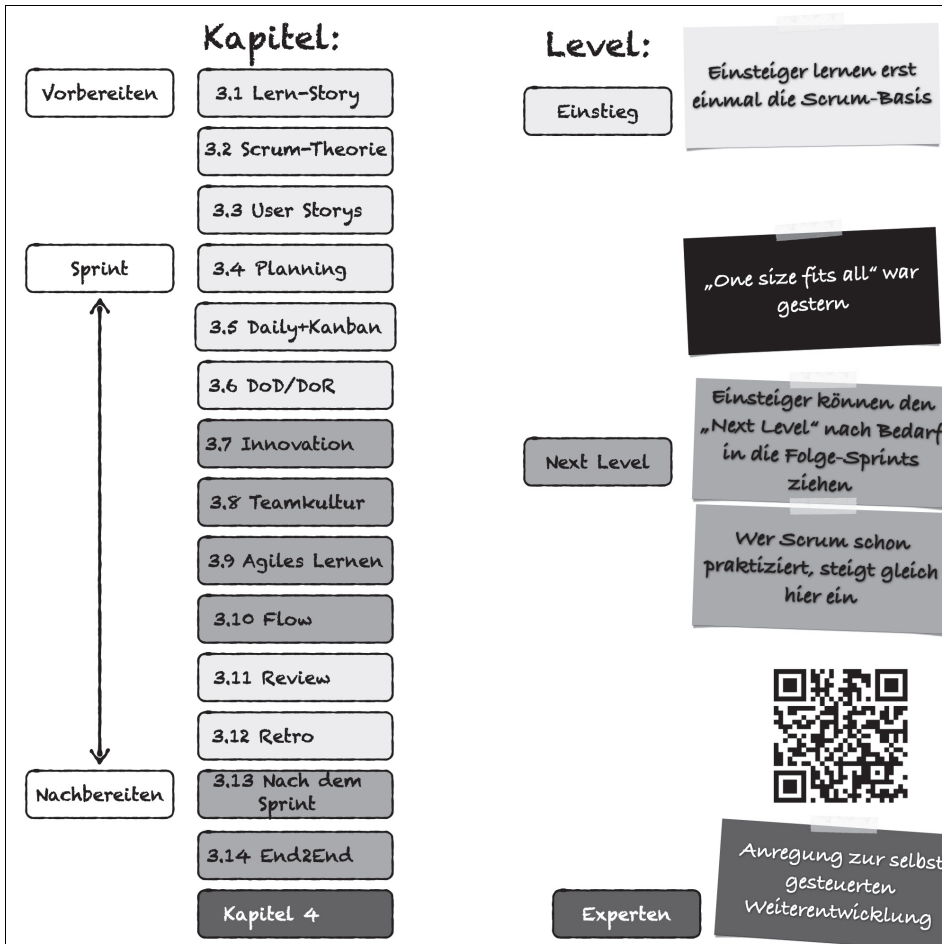 Kapitel:
Level:
Vorbereiten
3.1 Lern-Story
3.2 Scrum-Theorie
3.3 User Storys
Sprint
3.4 Planning
3.5 Daily+Kanban
3.6 DoD/DoR
3.7 Innovation
3.8 Teamkultur
3.9 Agiles Lernen
3.10 Flow
3.11 Review
3.12 Retro
Nachbereiten
3.13 Nach dem
Sprint
3.14 End2End
Kapitel 4
Einstieg
Einsteiger lernen erst
einmal die Scrum-Basis
„One size fits all“ war
gestern
Next Level
Einsteiger können den
„Next Level“ nach Bedarf
in die Folge-Sprints
ziehen
Wer Scrum schon
praktiziert, steigt gleich
hier ein
Experten
Anregung zur selbst
gesteuerten
Weiterentwicklung